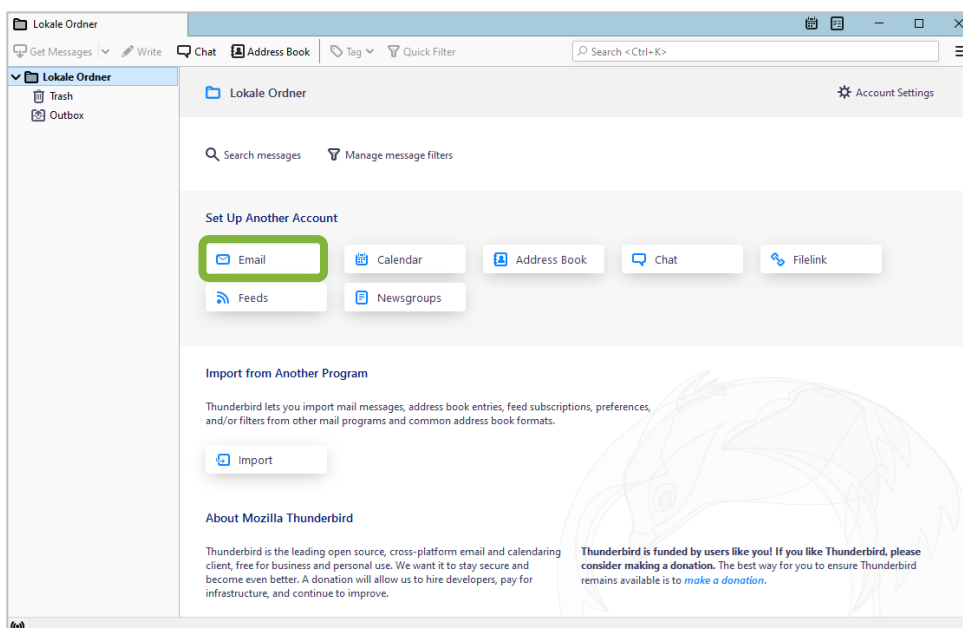 Lokale Ordner
Get Messages Write Chat Address Book Tag Quick Filter Search <Ctrl+K>
Lokale Ordner
Trash
Outbox
Lokale Ordner Account Settings
Search messages Manage message filters
Set Up Another Account
Email Calendar Address Book Chat Filelink
Feeds Newsgroups
Import from Another Program
Thunderbird lets you import mail messages, address book entries, feed subscriptions, preferences,
and/or filters from other mail programs and common address book formats.
Import
About Mozilla Thunderbird
Thunderbird is the leading open source, cross-platform email and calendaring
client, free for business and personal use. We want it to stay secure and
become even better. A donation will allow us to hire developers, pay for
infrastructure, and continue to improve.
Thunderbird is funded by users like you! If you like Thunderbird, please
consider making a donation. The best way for you to ensure Thunderbird
remains available is to make a donation.